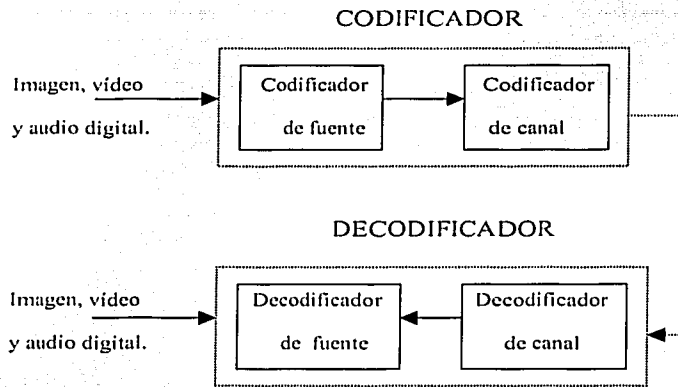 CODIFICADOR
Imagen, vídeo
y audio digital.
Codificador
de fuente
Codificador
de canal
DECODIFICADOR
Imagen, vídeo
y audio digital.
Decodificador
de fuente
Decodificador
de canal